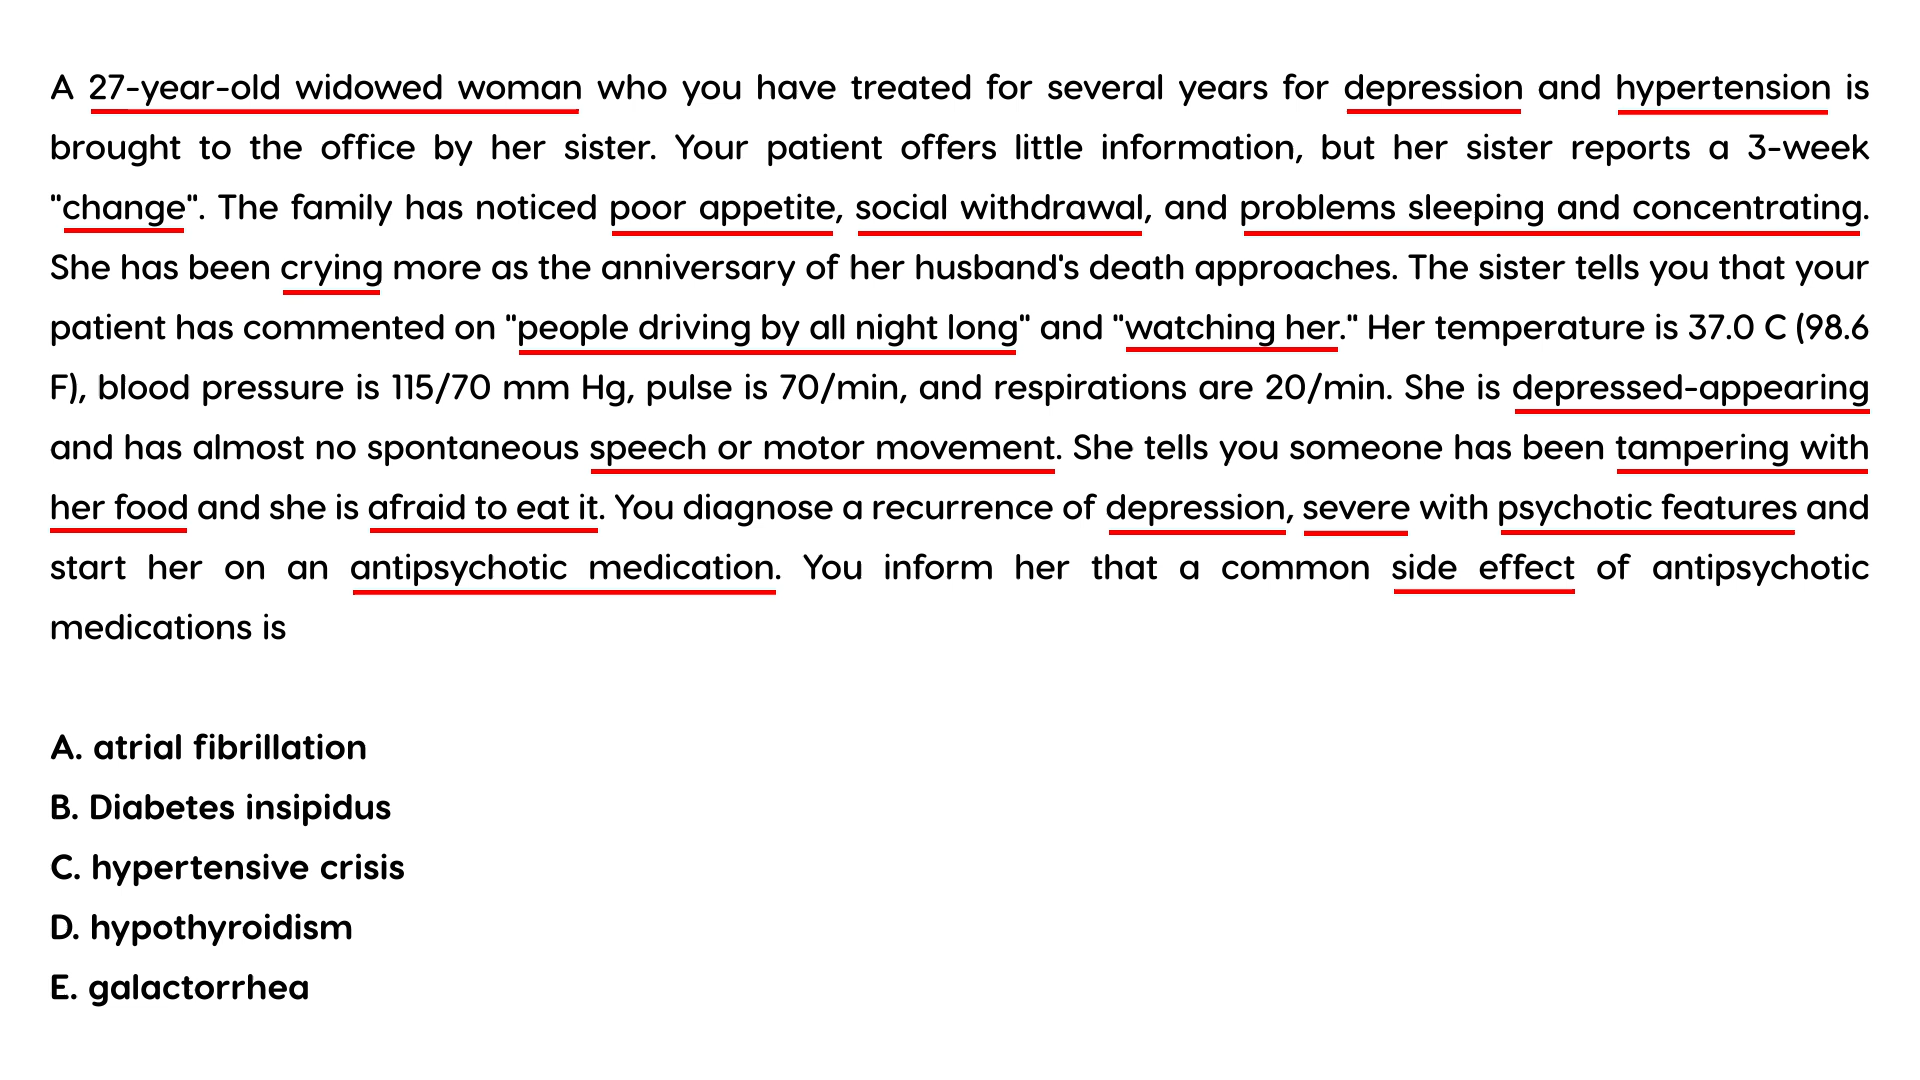 A 27-year-old widowed woman who you have treated for several years for depression and hypertension is
brought to the office by her sister. Your patient offers little information, but her sister reports a 3-week
"change". The family has noticed poor appetite, social withdrawal, and problems sleeping and concentrating.
She has been crying more as the anniversary of her husband's death approaches. The sister tells you that your
patient has commented on "people driving by all night long" and "watching her." Her temperature is 37.0 C (98.6
F), blood pressure is 115/70 mm Hg, pulse is 70/min, and respirations are 20/min. She is depressed-appearing
and has almost no spontaneous speech or motor movement. She tells you someone has been tampering with
her food and she is afraid to eat it. You diagnose a recurrence of depression, severe with psychotic features and
start her on an antipsychotic medication. You inform her that a common side effect of antipsychotic
medications is
A. atrial fibrillation
B. Diabetes insipidus
C. hypertensive crisis
D. hypothyroidism
E. galactorrhea